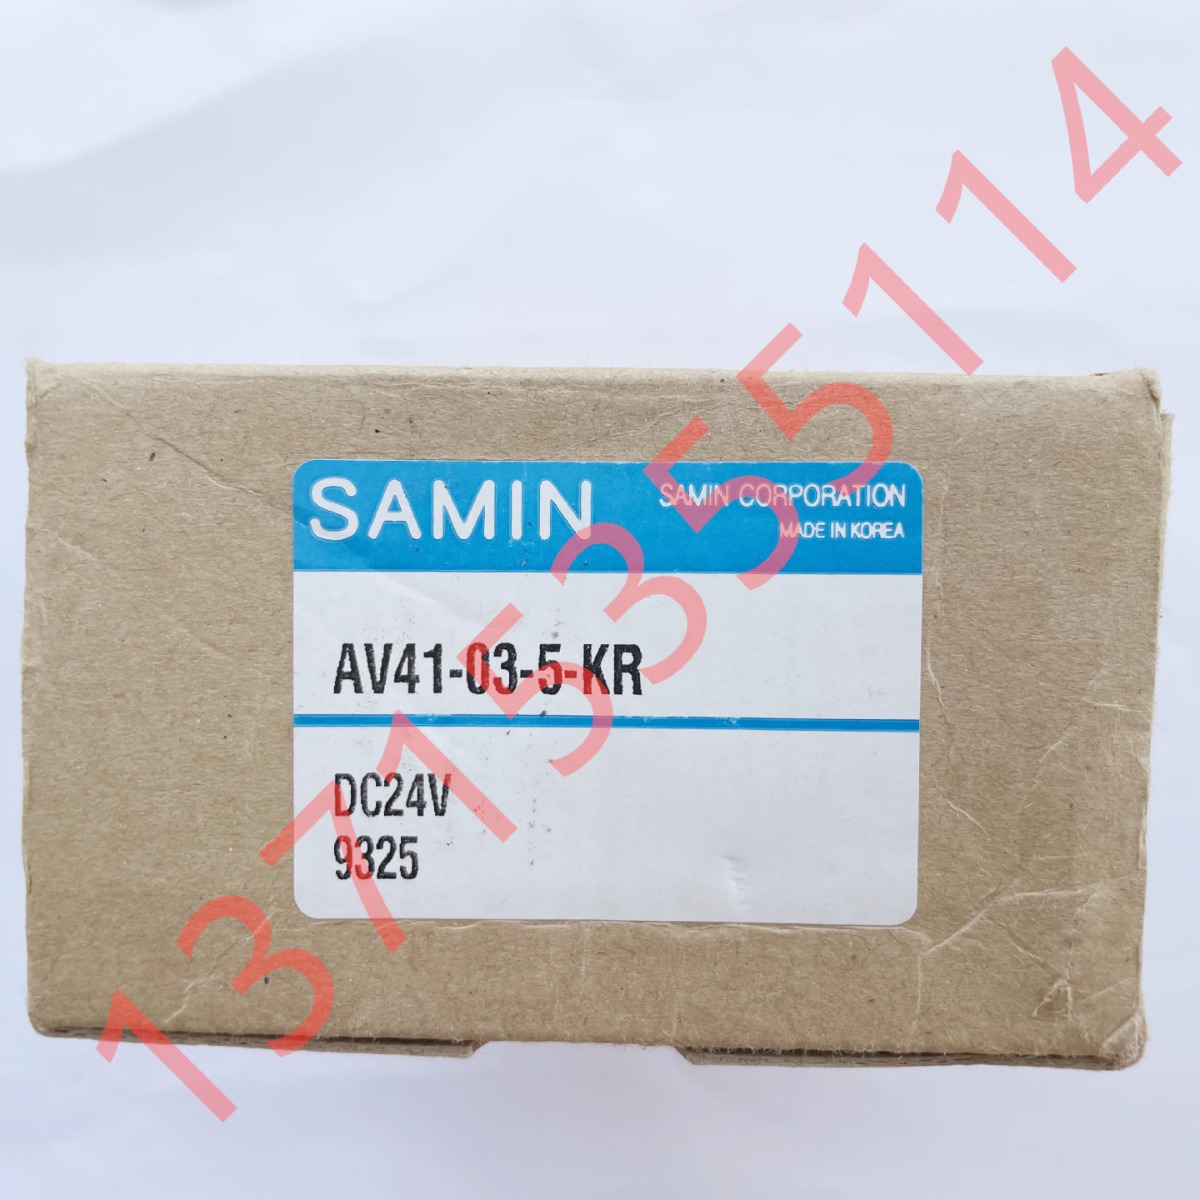 SAMIN
SAMIN CORPORATION
MADE IN KOREA
AV41-03-5-KR
DC24V
9325
13715355114